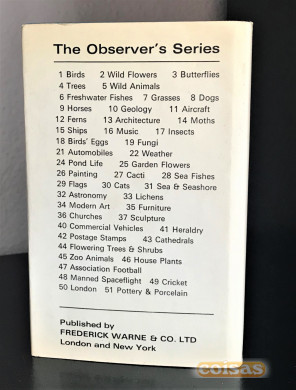 The Observer's Series
1 Birds 2 Wild Flowers 3 Butterflies
4 Trees 5 Wild Animals
6 Freshwater Fishes 7 Grasses 8 Dogs
9 Horses 10 Geology 11 Aircraft
12 Ferns 13 Architecture 14 Moths
15 Ships 16 Music 17 Insects
18 Birds' Eggs 19 Fungi
21 Automobiles 22 Weather
24 Pond Life 25 Garden Flowers
26 Painting 27 Cacti 28 Sea Fishes
29 Flags 30 Cats 31 Sea & Seashore
32 Astronomy 33 Lichens
34 Modern Art 35 Furniture
36 Churches 37 Sculpture
40 Commercial Vehicles 41 Heraldry
42 Postage Stamps 43 Cathedrals
44 Flowering Trees & Shrubs
45 Zoo Animals 46 House Plants
47 Association Football
48 Manned Spaceflight 49 Cricket
50 London 51 Pottery & Porcelain
Published by
FREDERICK WARNE & CO. LTD
London and New York
coisas